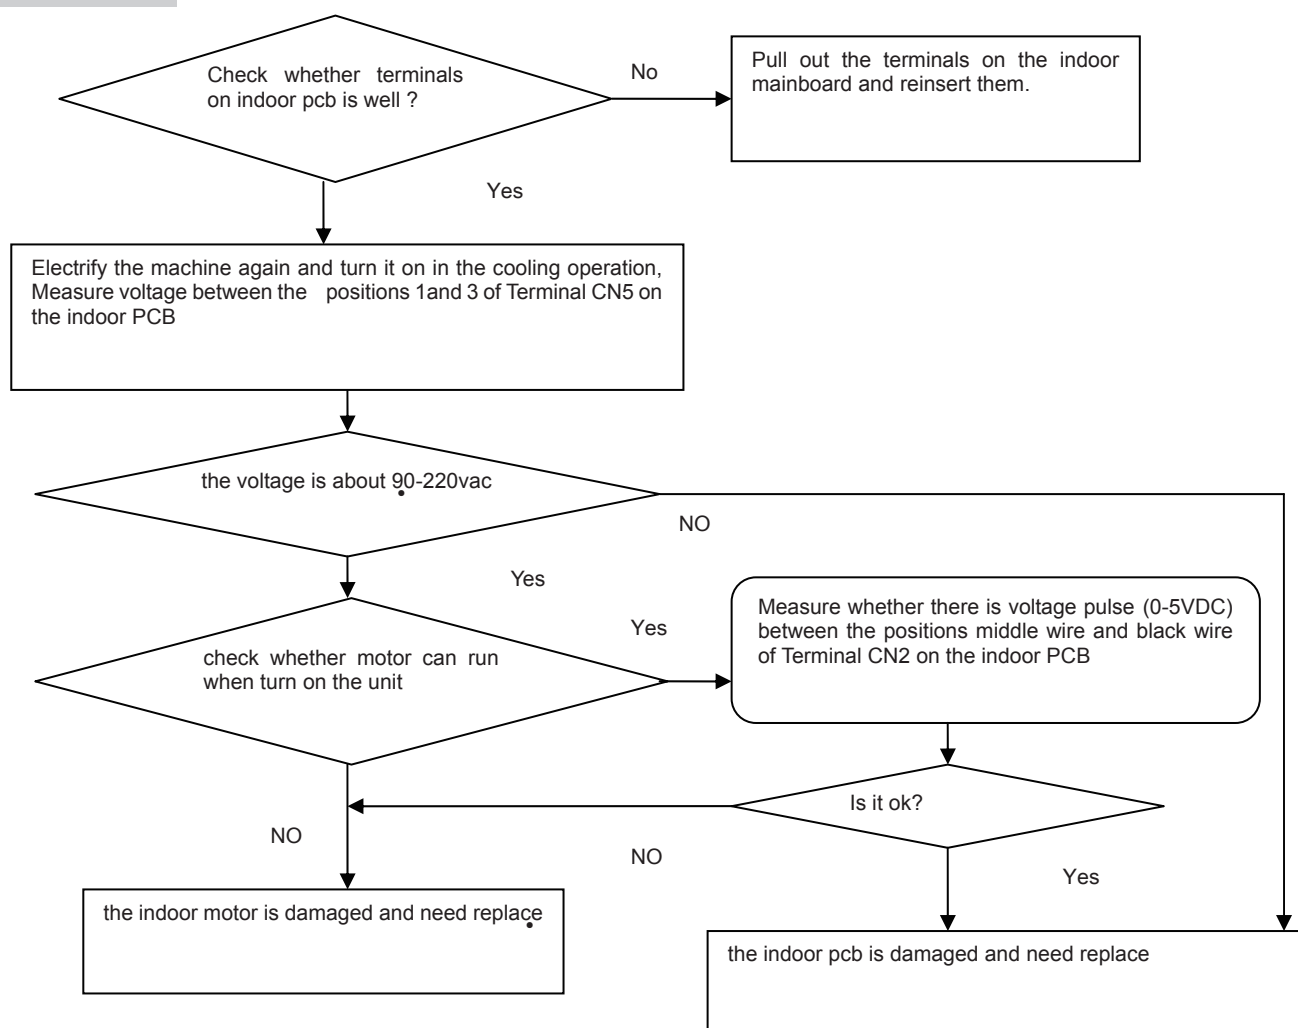 Check whether terminals
on indoor pcb is well ?
No
Pull out the terminals on the indoor
mainboard and reinsert them.
Yes
Electrify the machine again and turn it on in the cooling operation,
Measure voltage between the positions 1and 3 of Terminal CN5 on
the indoor PCB
the voltage is about 90-220vac
NO
Yes
check whether motor can run
when turn on the unit
Yes
Measure whether there is voltage pulse (0-5VDC)
between the positions middle wire and black wire
of Terminal CN2 on the indoor PCB
Is it ok?
NO
NO
Yes
the indoor motor is damaged and need replace
the indoor pcb is damaged and need replace